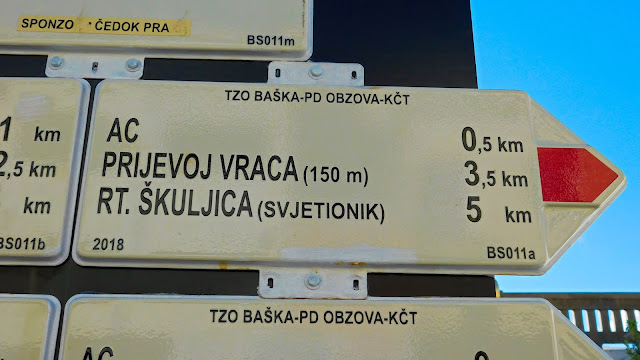 SPONZO ČEDOK PRA
BS011m
1 km
2,5 km
km
BS011b
TZO BAŠKA-PD OBZOVA-KČT
AC 0,5 km
PRIJEVOJ VRACA (150 m) 3,5 km
RT. ŠKULJICA (SVJETIONIK) 5 km
2018 BS011a
TZO BAŠKA-PD OBZOVA-KČT
AC